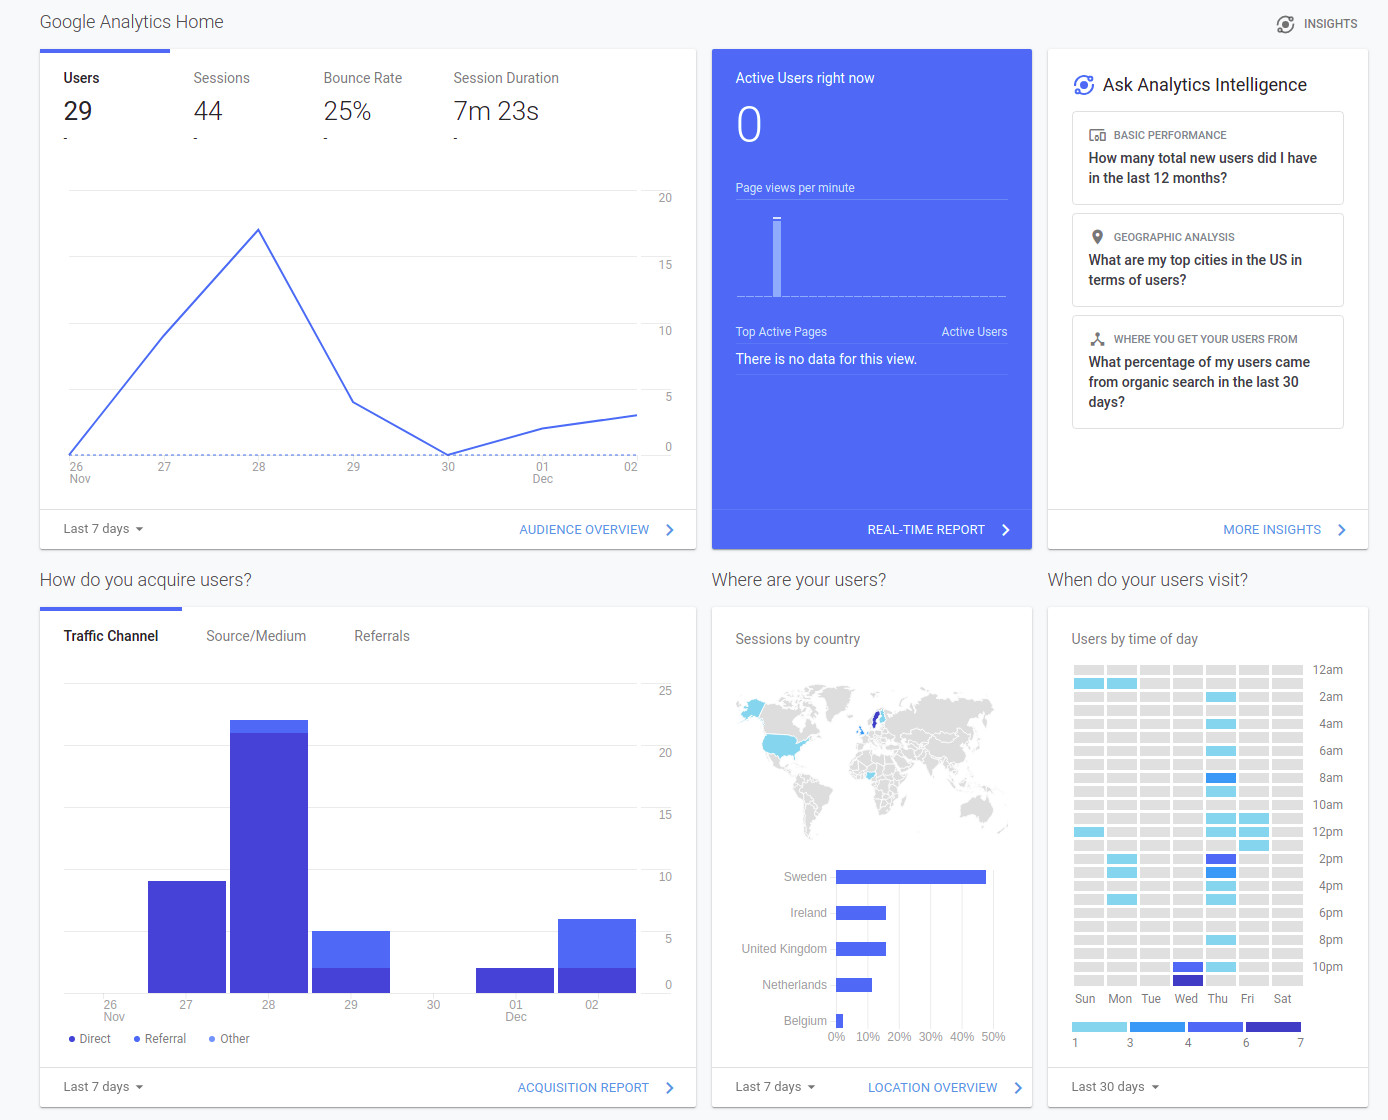 Google Analytics Home
INSIGHTS
Users Sessions Bounce Rate Session Duration
29 44 25% 7m 23s
- - - -
20
15
10
5
0
26 27 28 29 30 01 02
Nov Dec
Last 7 days AUDIENCE OVERVIEW
Active Users right now
0
Page views per minute
Top Active Pages Active Users
There is no data for this view.
REAL-TIME REPORT
Ask Analytics Intelligence
BASIC PERFORMANCE
How many total new users did I have
in the last 12 months?
GEOGRAPHIC ANALYSIS
What are my top cities in the US in
terms of users?
WHERE YOU GET YOUR USERS FROM
What percentage of my users came
from organic search in the last 30
days?
MORE INSIGHTS
How do you acquire users?
Traffic Channel Source/Medium Referrals
25
20
15
10
5
0
26 27 28 29 30 01 02
Nov Dec
Direct Referral Other
Last 7 days ACQUISITION REPORT
Where are your users?
Sessions by country
Sweden
Ireland
United Kingdom
Netherlands
Belgium
0% 10% 20% 30% 40% 50%
Last 7 days LOCATION OVERVIEW
When do your users visit?
Users by time of day
12am
2am
4am
6am
8am
10am
12pm
2pm
4pm
6pm
8pm
10pm
Sun Mon Tue Wed Thu Fri Sat
1 3 4 6 7
Last 30 days